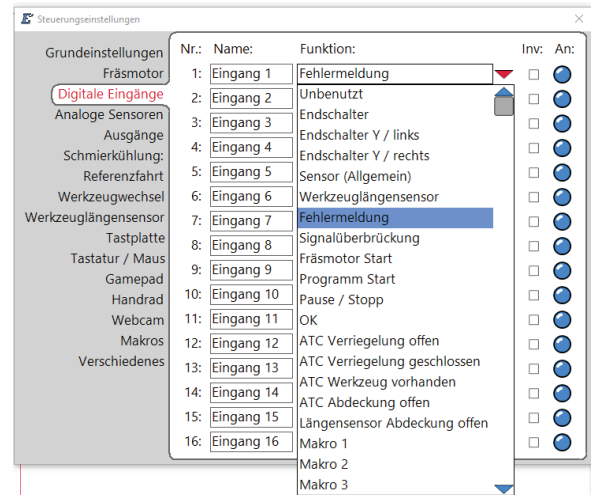 Steuerungseinstellungen
Grundeinstellungen
Fräsmotor
Digitale Eingänge
Analoge Sensoren
Ausgänge
Schmierkühlung:
Referenzfahrt
Werkzeugwechsel
Werkzeuglängensensor
Tastplatte
Tastatur / Maus
Gamepad
Handrad
Webcam
Makros
Verschiedenes
Nr.: Name: Funktion: Inv: An:
1: Eingang 1 Fehlermeldung
2: Eingang 2
3: Eingang 3
4: Eingang 4
5: Eingang 5
6: Eingang 6
7: Eingang 7
8: Eingang 8
9: Eingang 9
10: Eingang 10
11: Eingang 11
12: Eingang 12
13: Eingang 13
14: Eingang 14
15: Eingang 15
16: Eingang 16
Unbenutzt
Endschalter
Endschalter Y / links
Endschalter Y / rechts
Sensor (Allgemein)
Werkzeuglängensensor
Fehlermeldung
Signalüberbrückung
Fräsmotor Start
Programm Start
Pause / Stopp
OK
ATC Verriegelung offen
ATC Verriegelung geschlossen
ATC Werkzeug vorhanden
ATC Abdeckung offen
Längensensor Abdeckung offen
Makro 1
Makro 2
Makro 3